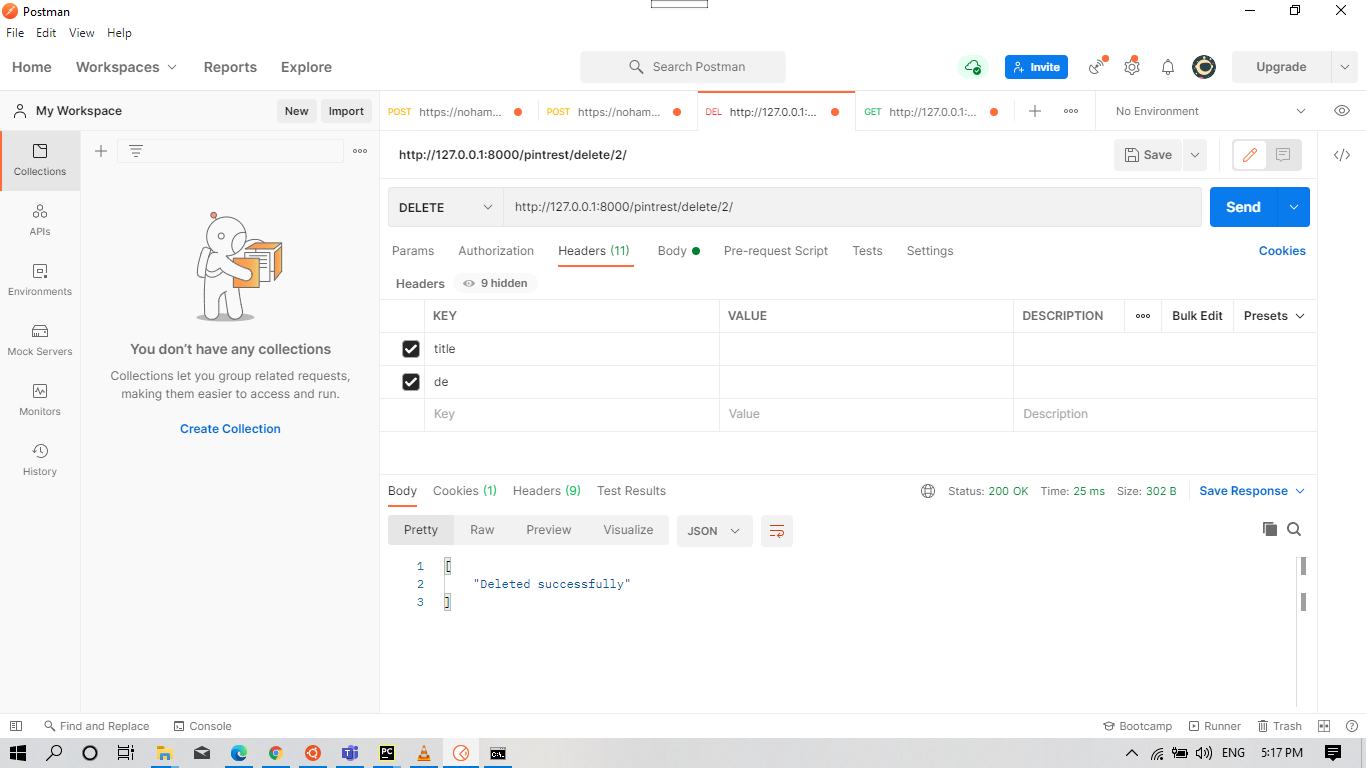 Postman
File Edit View Help
Home Workspaces Reports Explore Search Postman Invite Upgrade
My Workspace New Import POST https://noham... POST https://noham... DEL http://127.0.0.1:... GET http://127.0.0.1:... No Environment
Collections
APIs
Environments
Mock Servers
Monitors
History
You don't have any collections
Collections let you group related requests,
making them easier to access and run.
Create Collection
http://127.0.0.1:8000/pintrest/delete/2/ Save
DELETE http://127.0.0.1:8000/pintrest/delete/2/ Send
Params Authorization Headers (11) Body Pre-request Script Tests Settings Cookies
Headers 9 hidden
KEY VALUE DESCRIPTION Bulk Edit Presets
title
de
Key Value Description
Body Cookies (1) Headers (9) Test Results Status: 200 OK Time: 25 ms Size: 302 B Save Response
Pretty Raw Preview Visualize JSON
1 [
2 "Deleted successfully"
3 ]
Find and Replace Console Bootcamp Runner Trash
PC C:\. ENG 5:17 PM